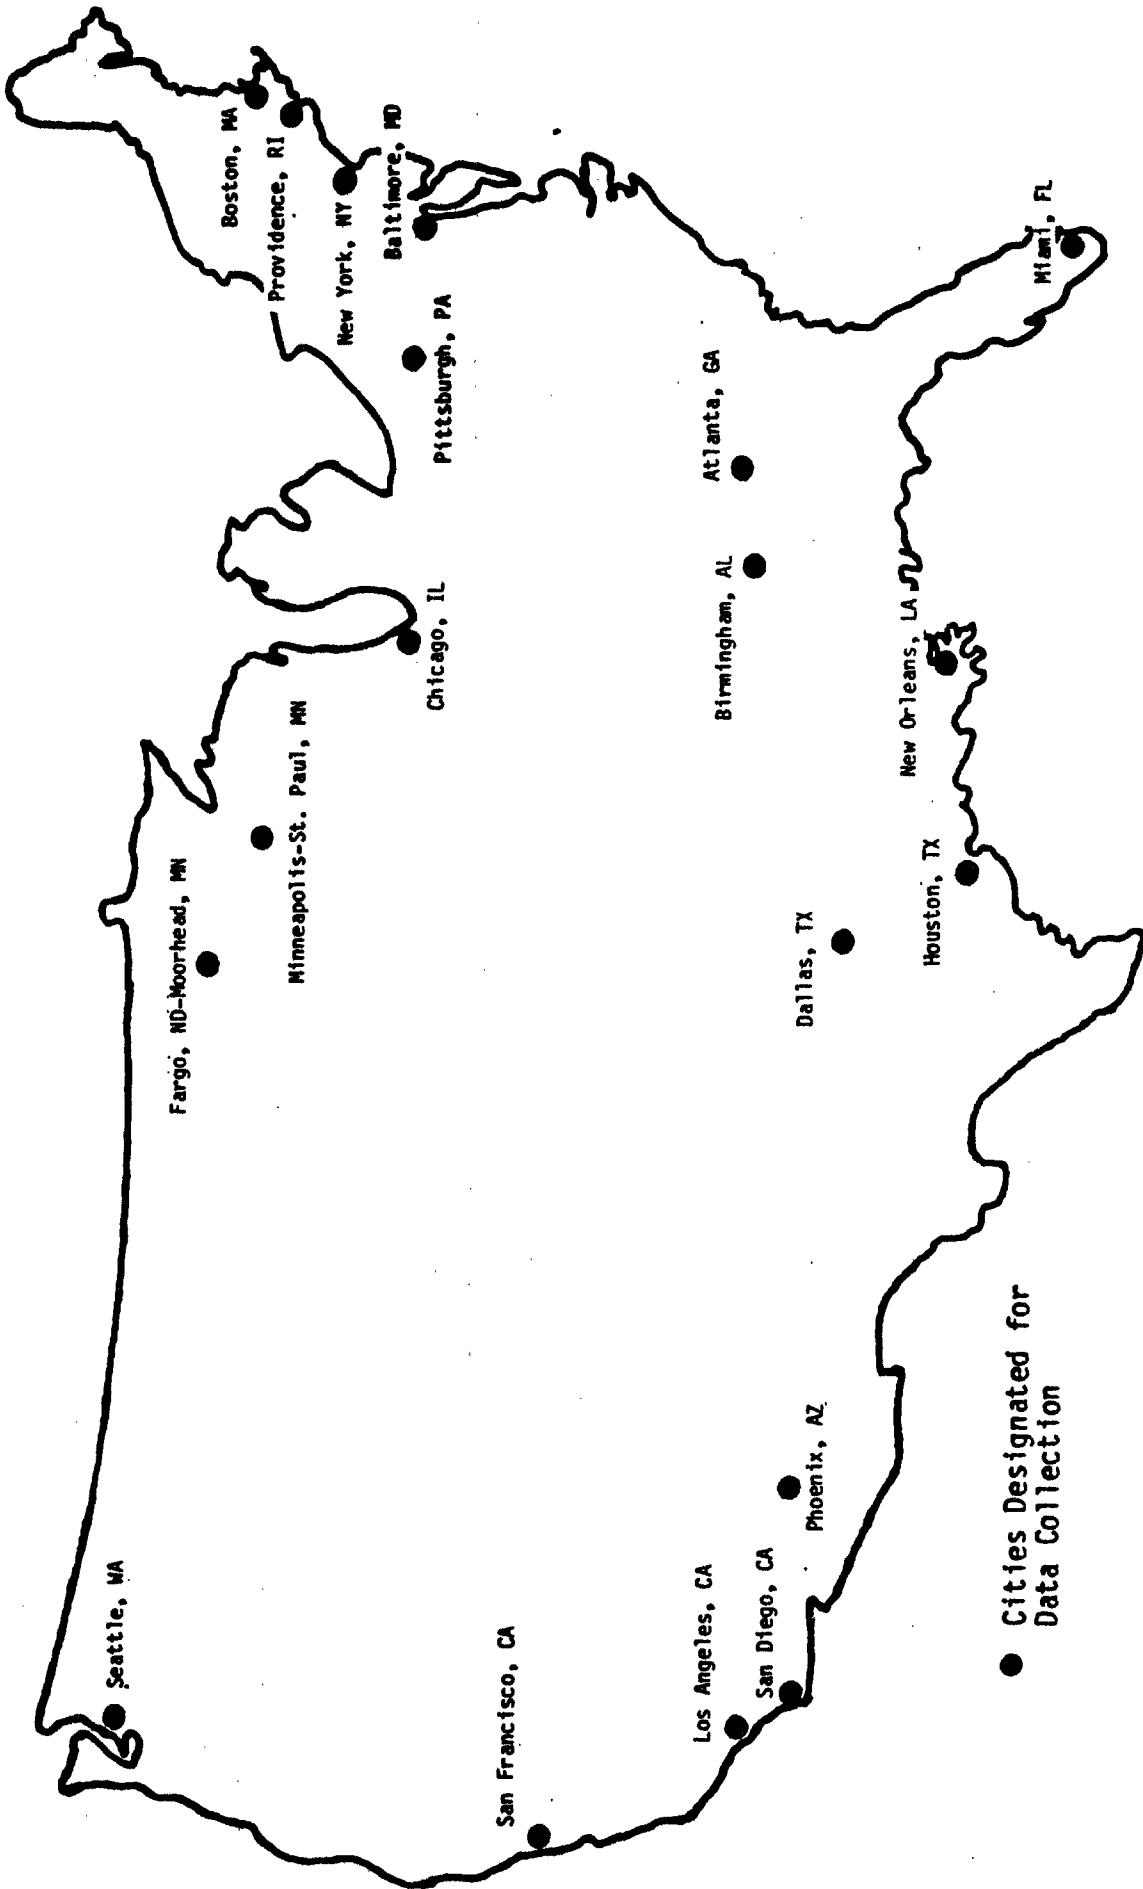 Seattle, WA
Fargo, ND-Moorhead, MN
Minneapolis-St. Paul, MN
Boston, MA
Providence, RI
New York, NY
Baltimore, MD
Pittsburgh, PA
Chicago, IL
San Francisco, CA
Los Angeles, CA
San Diego, CA
Phoenix, AZ
Atlanta, GA
Birmingham, AL
Dallas, TX
New Orleans, LA
Houston, TX
Miami, FL
Cities Designated for
Data Collection